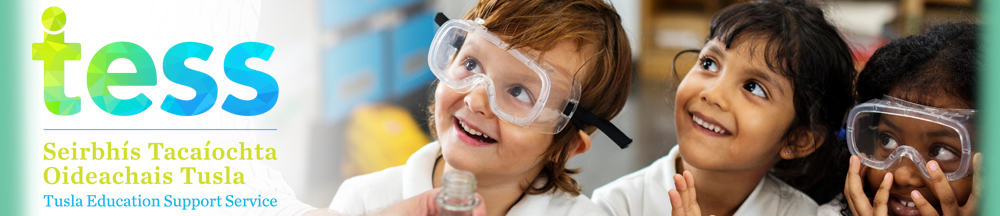 tess
Seirbhís Tacaíochta
Oideachais Tusla
Tusla Education Support Service